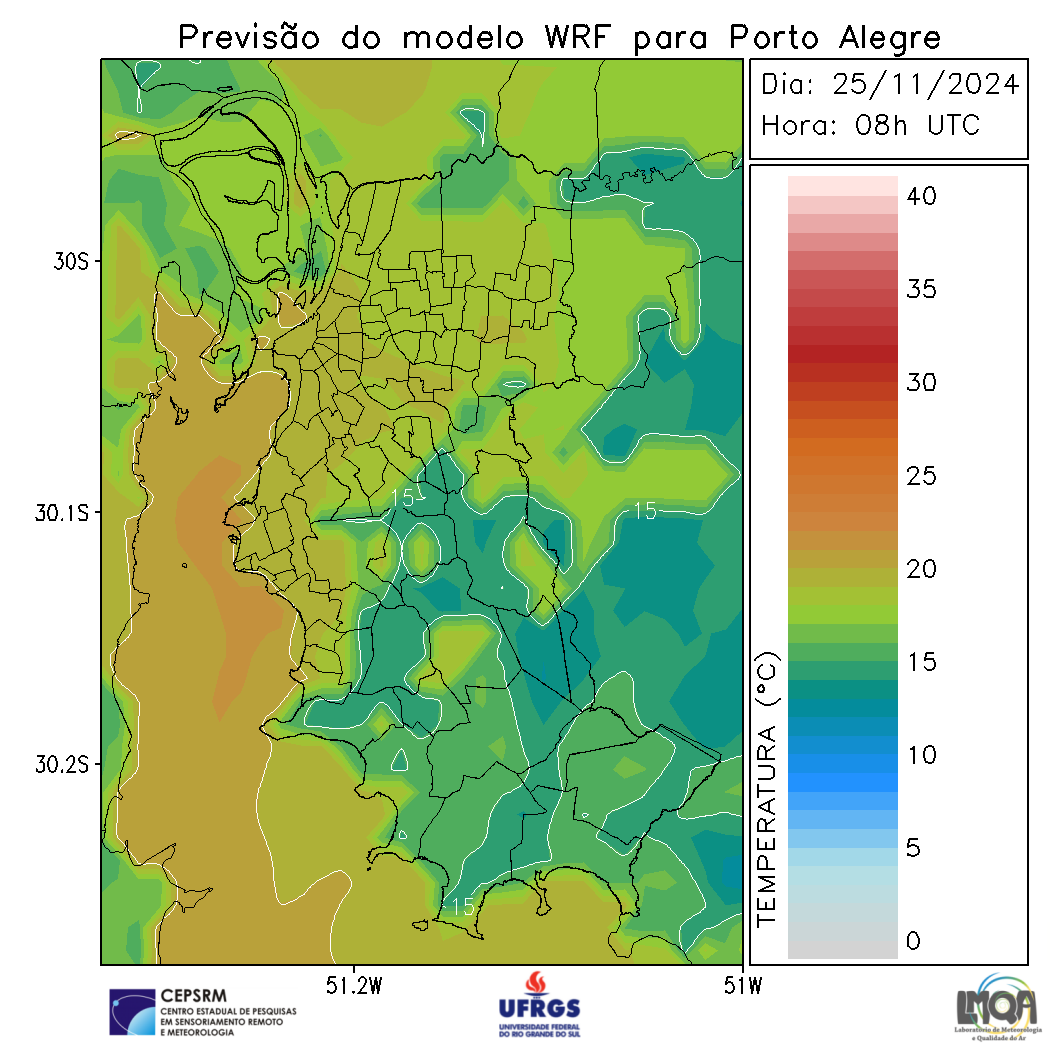 Previsão do modelo WRF para Porto Alegre
Dia: 25/11/2024
Hora: 08h UTC
40
35
30
25
20
15
10
5
0
TEMPERATURA (°C)
30S
30.1S
30.2S
51.2W
51W
15
15
15
CEPSRM
CENTRO ESTADUAL DE PESQUISAS
EM SENSORIAMENTO REMOTO
E METEOROLOGIA
UFRGS
UNIVERSIDADE FEDERAL
DO RIO GRANDE DO SUL
LMQA
Laboratório de Meteorologia
e Qualidade do Ar